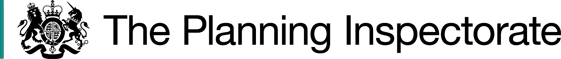 The Planning Inspectorate